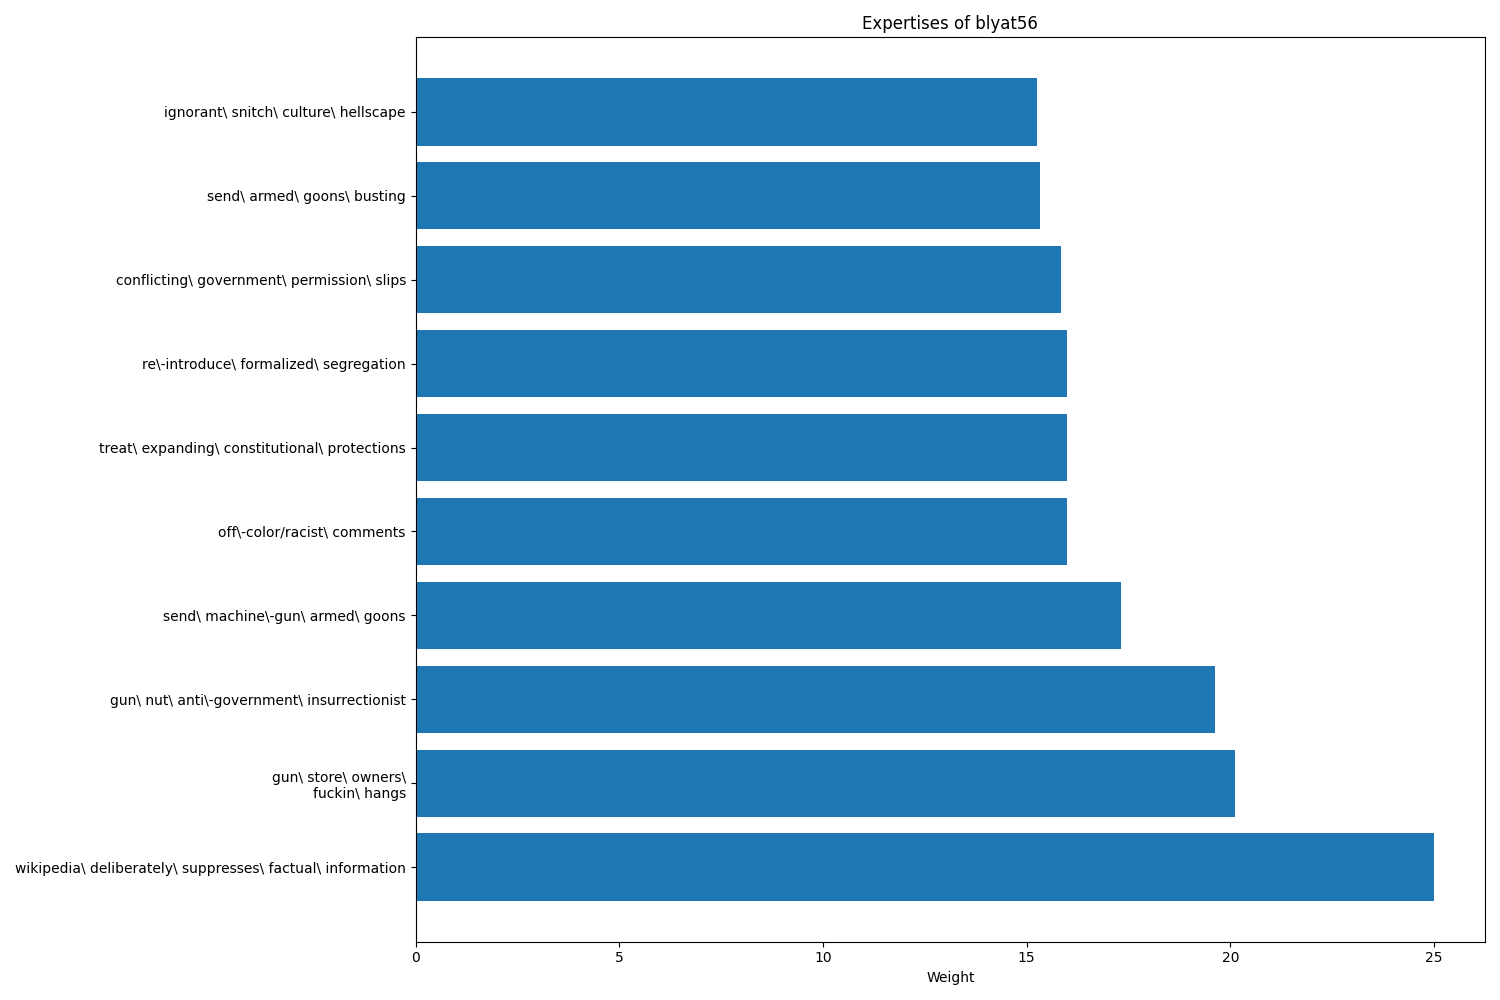 Expertises of blyat56
ignorant\ snitch\ culture\ hellscape
send\ armed\ goons\ busting
conflicting\ government\ permission\ slips
re\-introduce\ formalized\ segregation
treat\ expanding\ constitutional\ protections
off\-color/racist\ comments
send\ machine\-gun\ armed\ goons
gun\ nut\ anti\-government\ insurrectionist
gun\ store\ owners\
fuckin\ hangs
wikipedia\ deliberately\ suppresses\ factual\ information
0 5 10 15 20 25
Weight